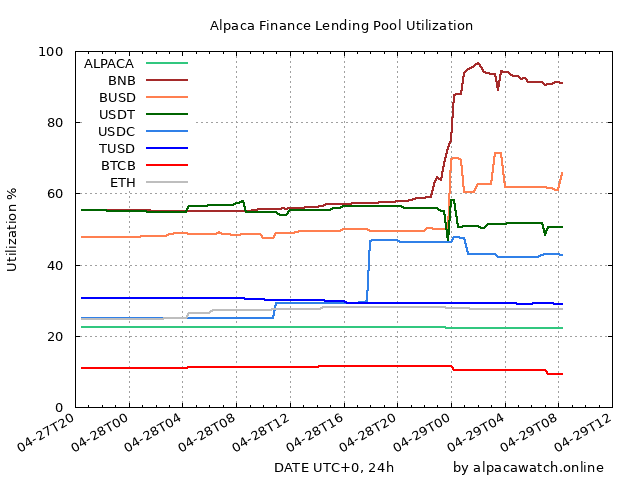 Alpaca Finance Lending Pool Utilization
100
80
60
40
20
0
Utilization %
ALPACA
BNB
BUSD
USDT
USDC
TUSD
BTCB
ETH
04-27T20
04-28T00
04-28T04
04-28T08
04-28T12
04-28T16
04-28T20
04-29T00
04-29T04
04-29T08
04-29T12
DATE UTC+0, 24h
by alpacawatch.online